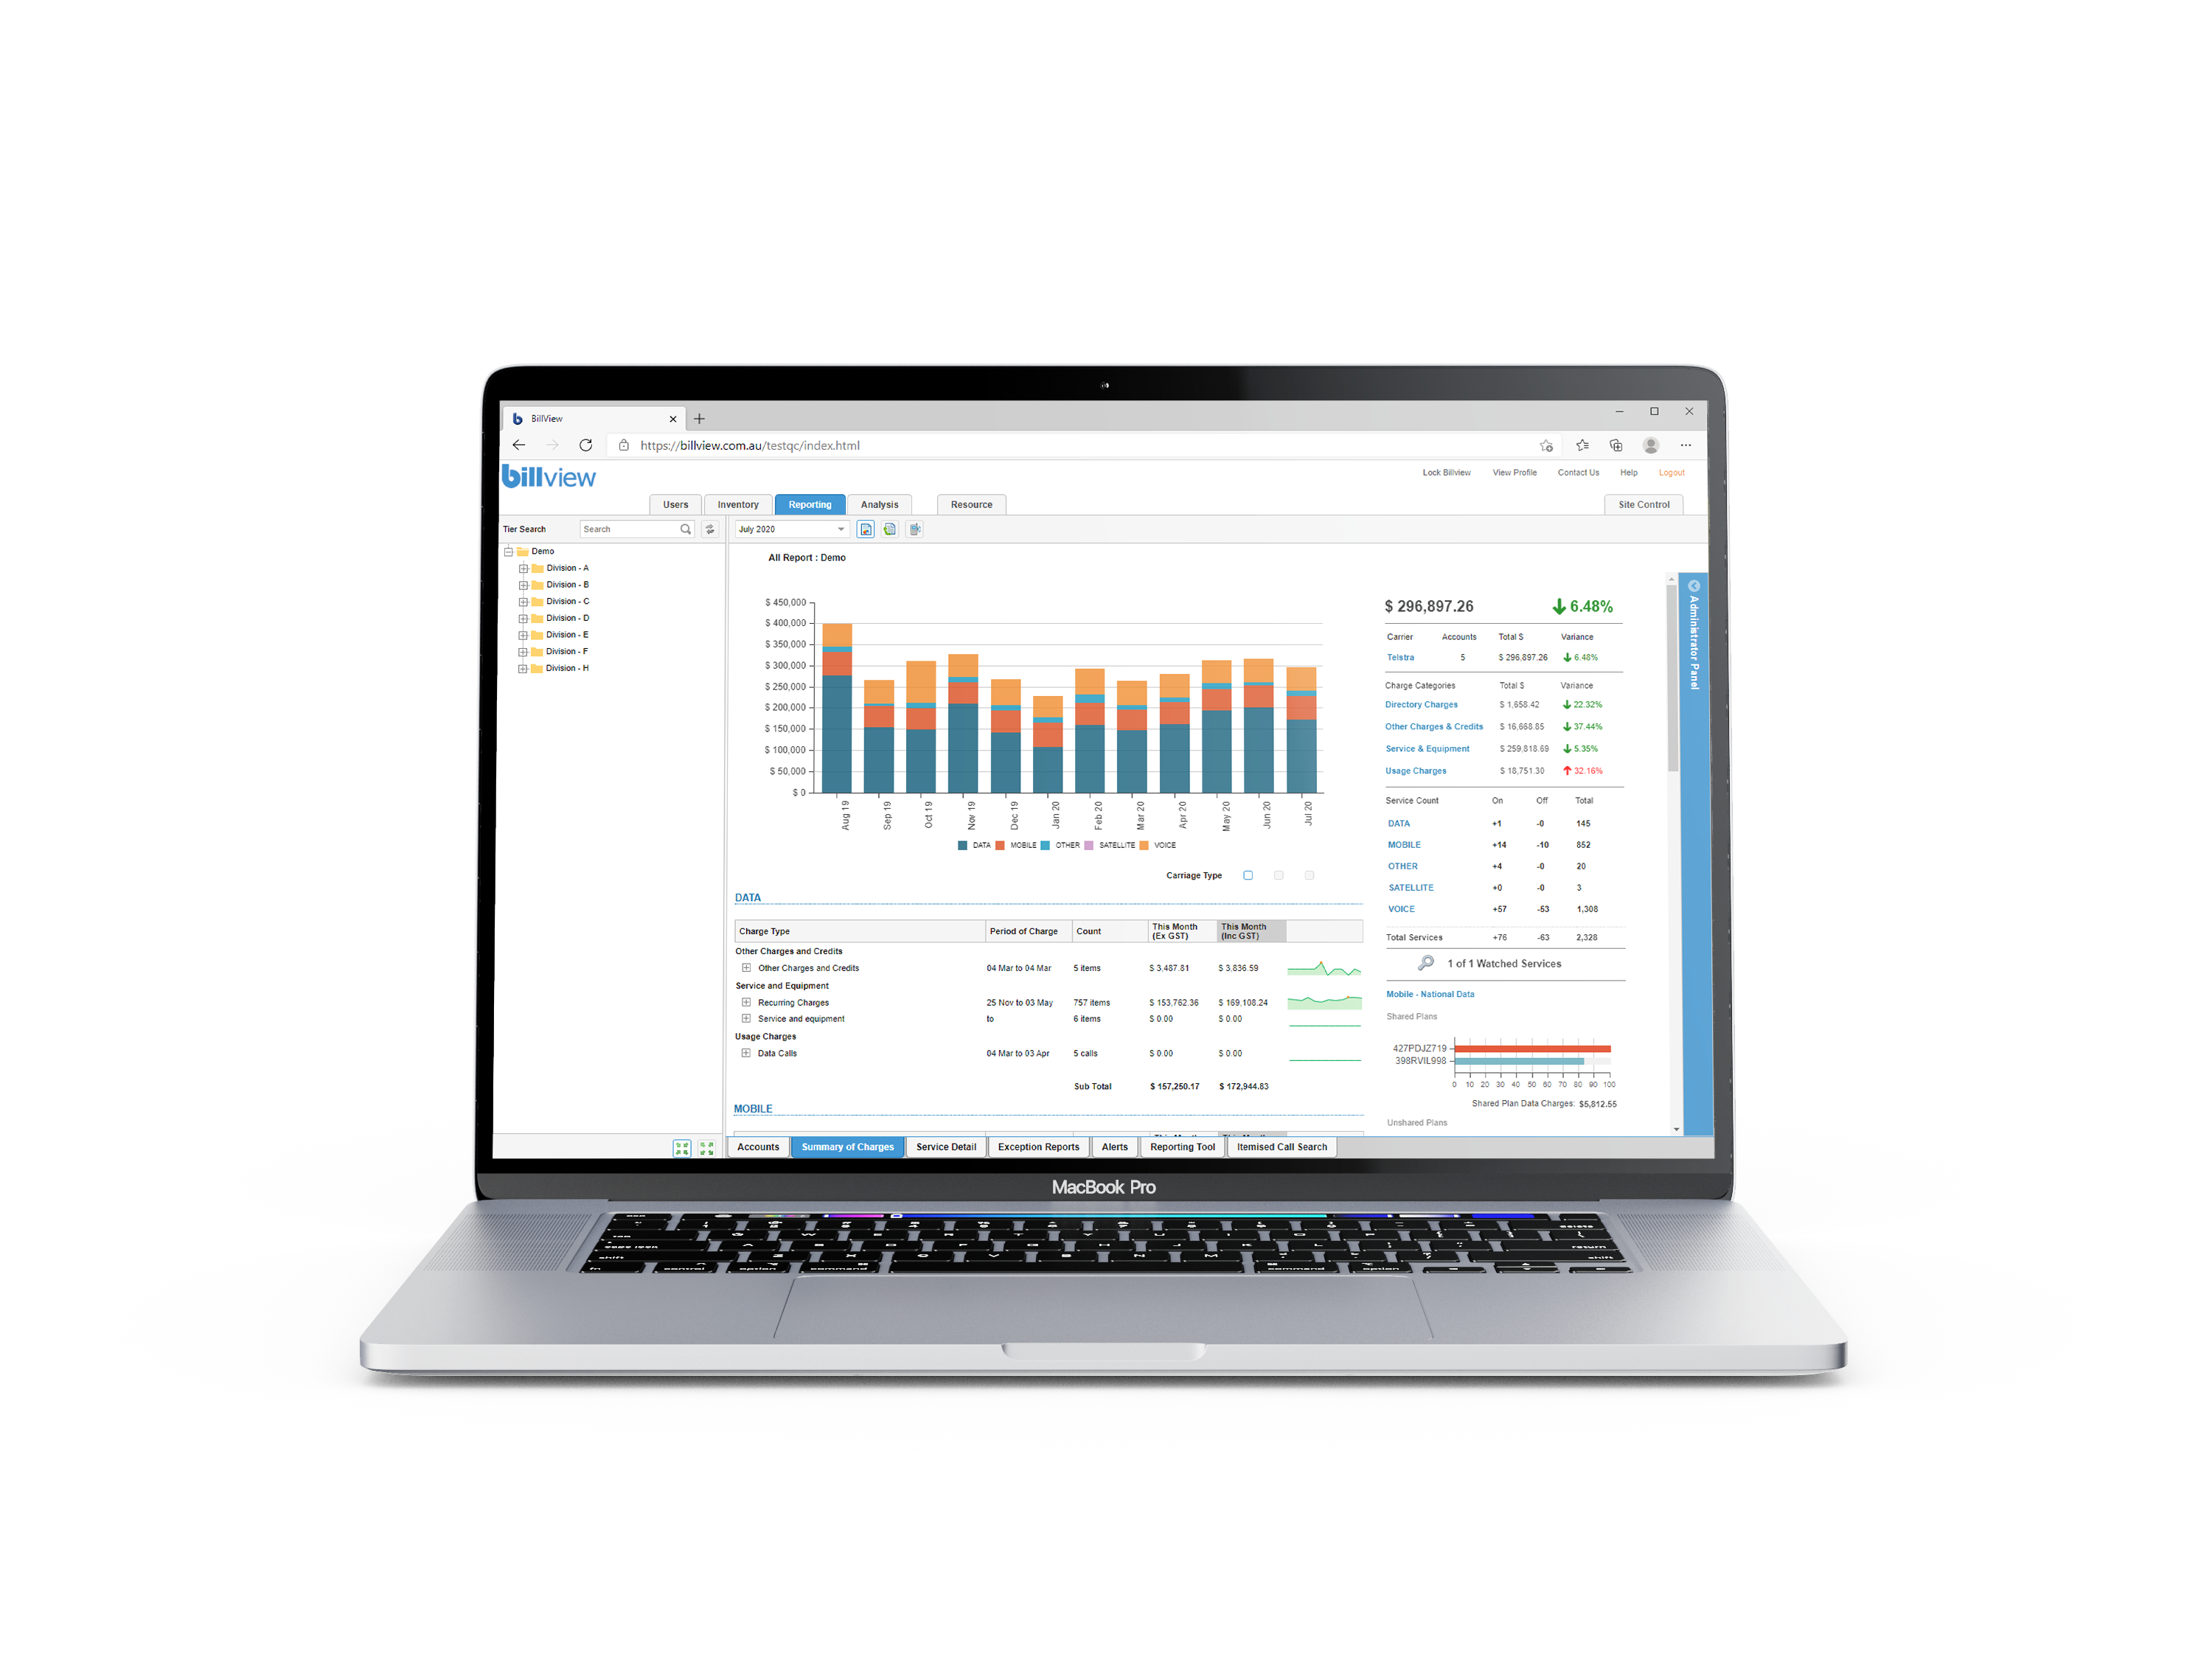 BillView
https://billview.com.au/testqc/index.html
billview
Lock Billview View Profile Contact Us Help Logout
Users Inventory Reporting Analysis Resource Site Control
Tier Search Search July 2020
Demo
Division - A
Division - B
Division - C
Division - D
Division - E
Division - F
Division - H
All Report : Demo
$ 450,000
$ 400,000
$ 350,000
$ 300,000
$ 250,000
$ 200,000
$ 150,000
$ 100,000
$ 50,000
$ 0
Aug 19 Sep 19 Oct 19 Nov 19 Dec 19 Jan 20 Feb 20 Mar 20 Apr 20 May 20 Jun 20 Jul 20
DATA MOBILE OTHER SATELLITE VOICE
Carriage Type
DATA
Charge Type Period of Charge Count This Month (Ex GST) This Month (Inc GST)
Other Charges and Credits
Other Charges and Credits 04 Mar to 04 Mar 5 items $ 3,487.81 $ 3,836.59
Service and Equipment
Recurring Charges 25 Nov to 03 May 757 items $ 153,762.36 $ 169,108.24
Service and equipment to 6 items $ 0.00 $ 0.00
Usage Charges
Data Calls 04 Mar to 03 Apr 5 calls $ 0.00 $ 0.00
Sub Total $ 157,250.17 $ 172,944.83
MOBILE
$ 296,897.26 6.48%
Carrier Accounts Total $ Variance
Telstra 5 $ 296,897.26 6.48%
Charge Categories Total $ Variance
Directory Charges $ 1,658.42 22.32%
Other Charges & Credits $ 16,668.85 37.44%
Service & Equipment $ 259,818.69 5.35%
Usage Charges $ 18,751.30 32.16%
Service Count On Off Total
DATA +1 -0 145
MOBILE +14 -10 852
OTHER +4 -0 20
SATELLITE +0 -0 3
VOICE +57 -53 1,308
Total Services +76 -63 2,328
1 of 1 Watched Services
Mobile - National Data
Shared Plans
427PDJZ719
398RVIL998
0 10 20 30 40 50 60 70 80 90 100
Shared Plan Data Charges: $5,812.55
Unshared Plans
Administrator Panel
Accounts Summary of Charges Service Detail Exception Reports Alerts Reporting Tool Itemised Call Search
MacBook Pro
delete
return
shift
fn control option command command option